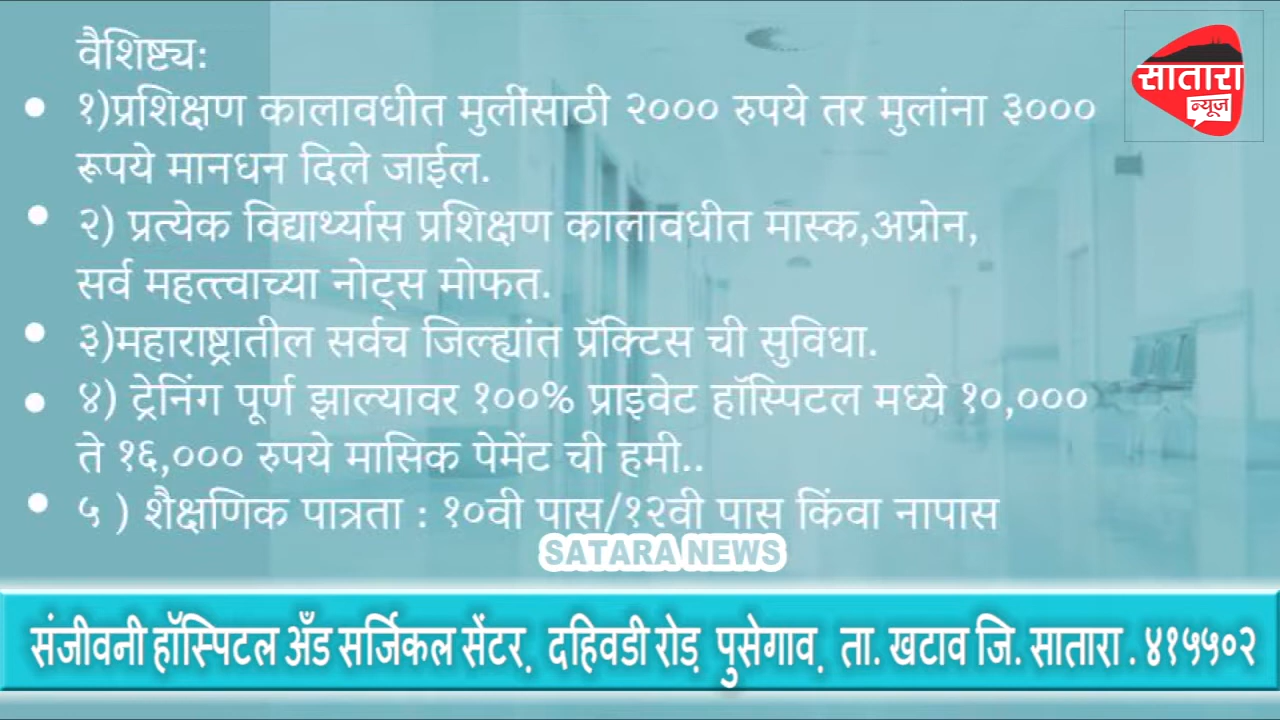 वैशिष्ट्यः
सातारा
न्यूज
१)प्रशिक्षण कालावधीत मुलींसाठी २००० रुपये तर मुलांना ३०००
रूपये मानधन दिले जाईल.
२) प्रत्येक विद्यार्थ्यास प्रशिक्षण कालावधीत मास्क,अप्रोन,
सर्व महत्त्वाच्या नोट्स मोफत.
३)महाराष्ट्रातील सर्वच जिल्ह्यांत प्रॅक्टिस ची सुविधा.
४) ट्रेनिंग पूर्ण झाल्यावर १००% प्राइवेट हॉस्पिटल मध्ये १०,०००
ते १६,००० रुपये मासिक पेमेंट ची हमी..
५ ) शैक्षणिक पात्रता : १०वी पास/१२वी पास किंवा नापास
SATARA NEWS
संजीवनी हॉस्पिटल अँड सर्जिकल सेंटर, दहिवडी रोड, पुसेगाव, ता. खटाव जि. सातारा . ४१५५०२